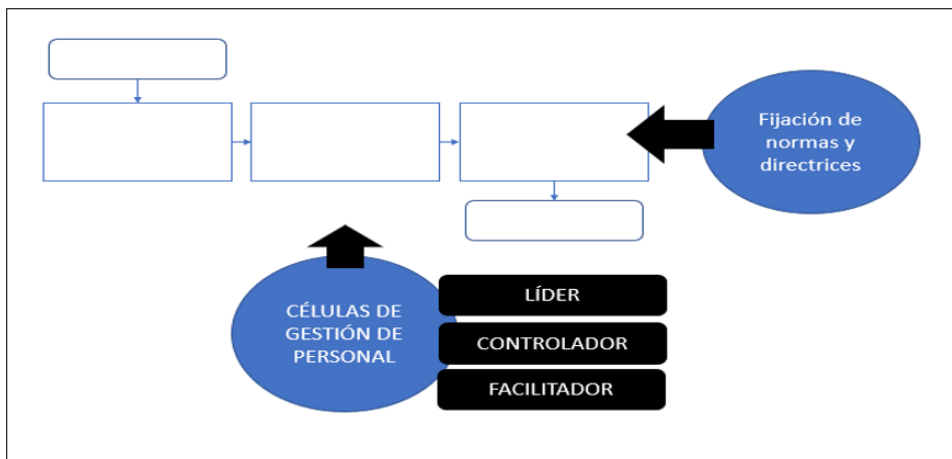 Fijación de
normas y
directrices
CÉLULAS DE
GESTIÓN DE
PERSONAL
LÍDER
CONTROLADOR
FACILITADOR